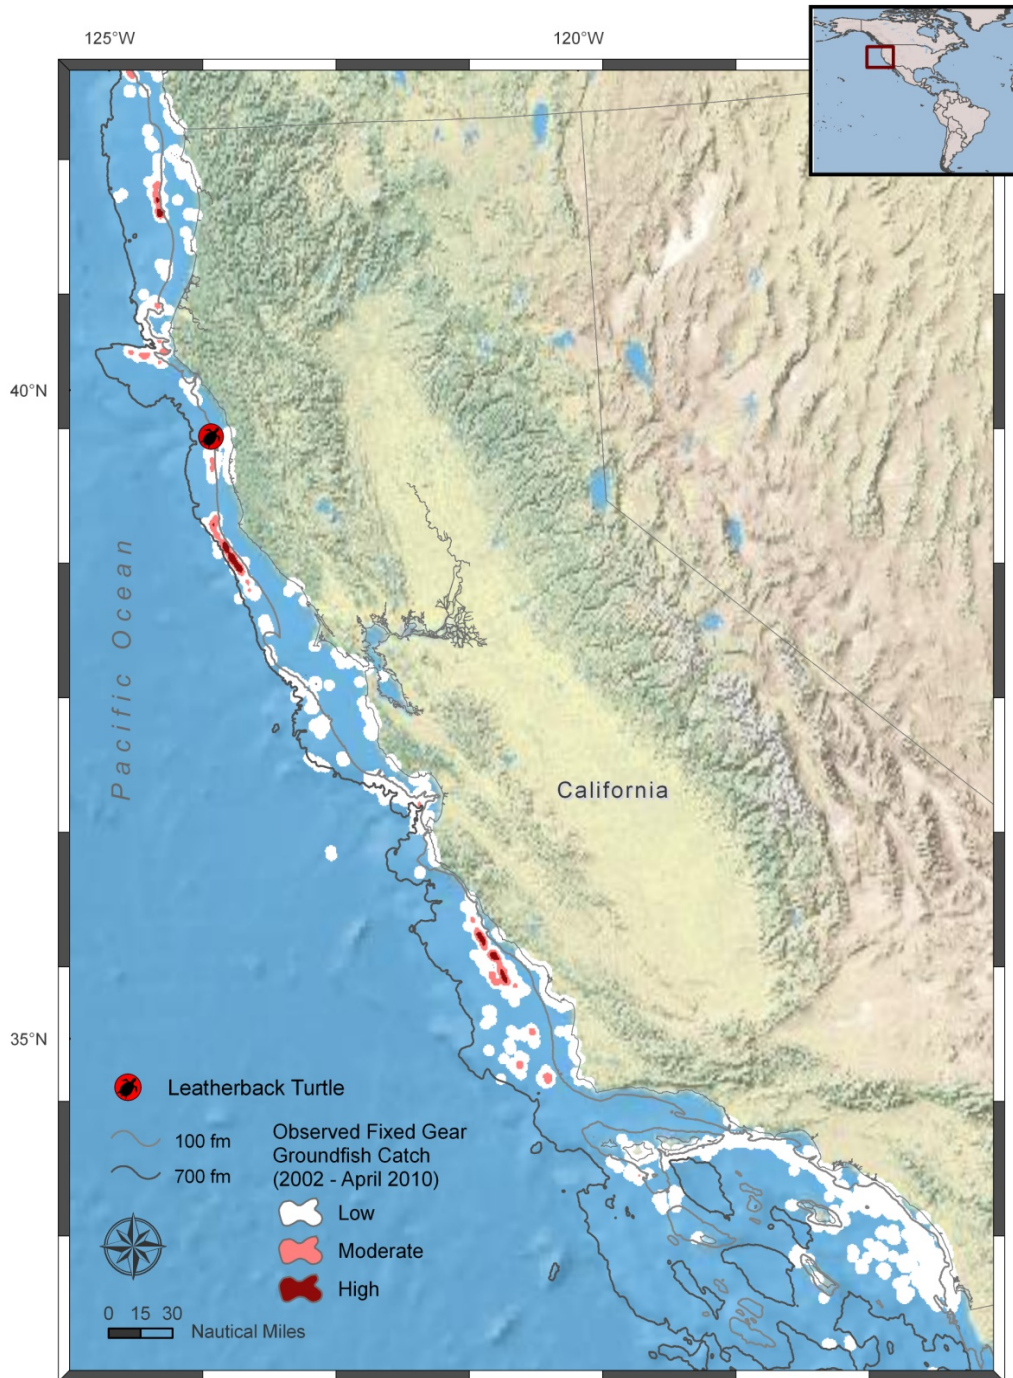 125°W
120°W
40°N
Pacific Ocean
California
35°N
Leatherback Turtle
100 fm
700 fm
Observed Fixed Gear
Groundfish Catch
(2002 - April 2010)
Low
Moderate
High
0 15 30
Nautical Miles